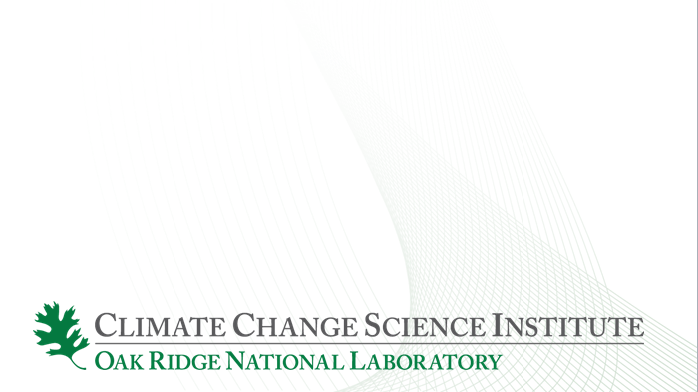 CLIMATE CHANGE SCIENCE INSTITUTE
OAK RIDGE NATIONAL LABORATORY